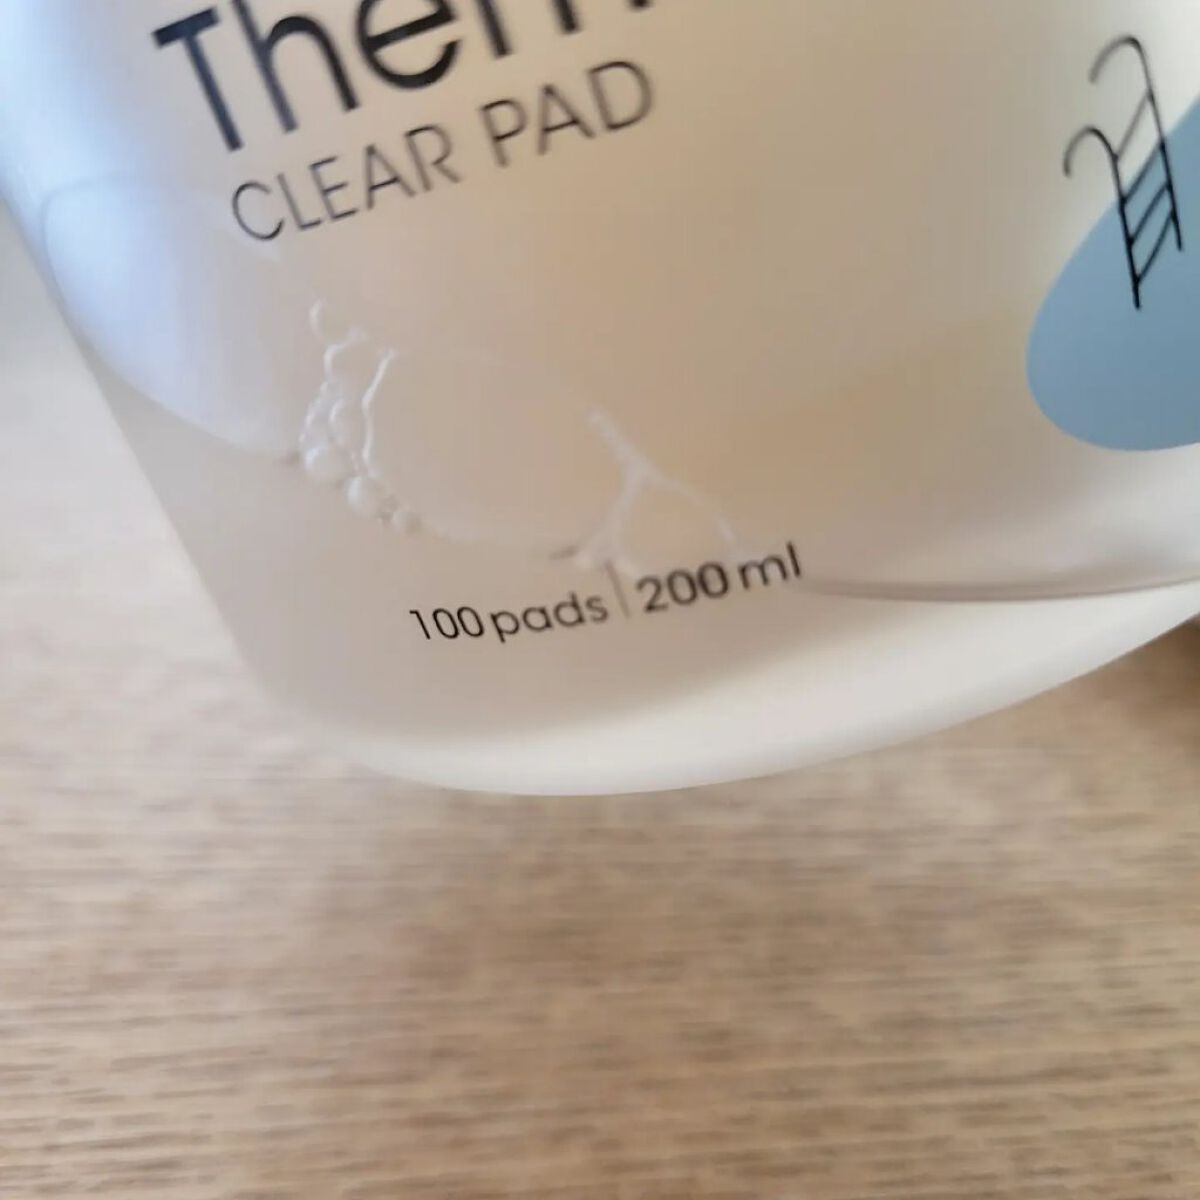 CLEAR PAD
100 pads | 200 ml